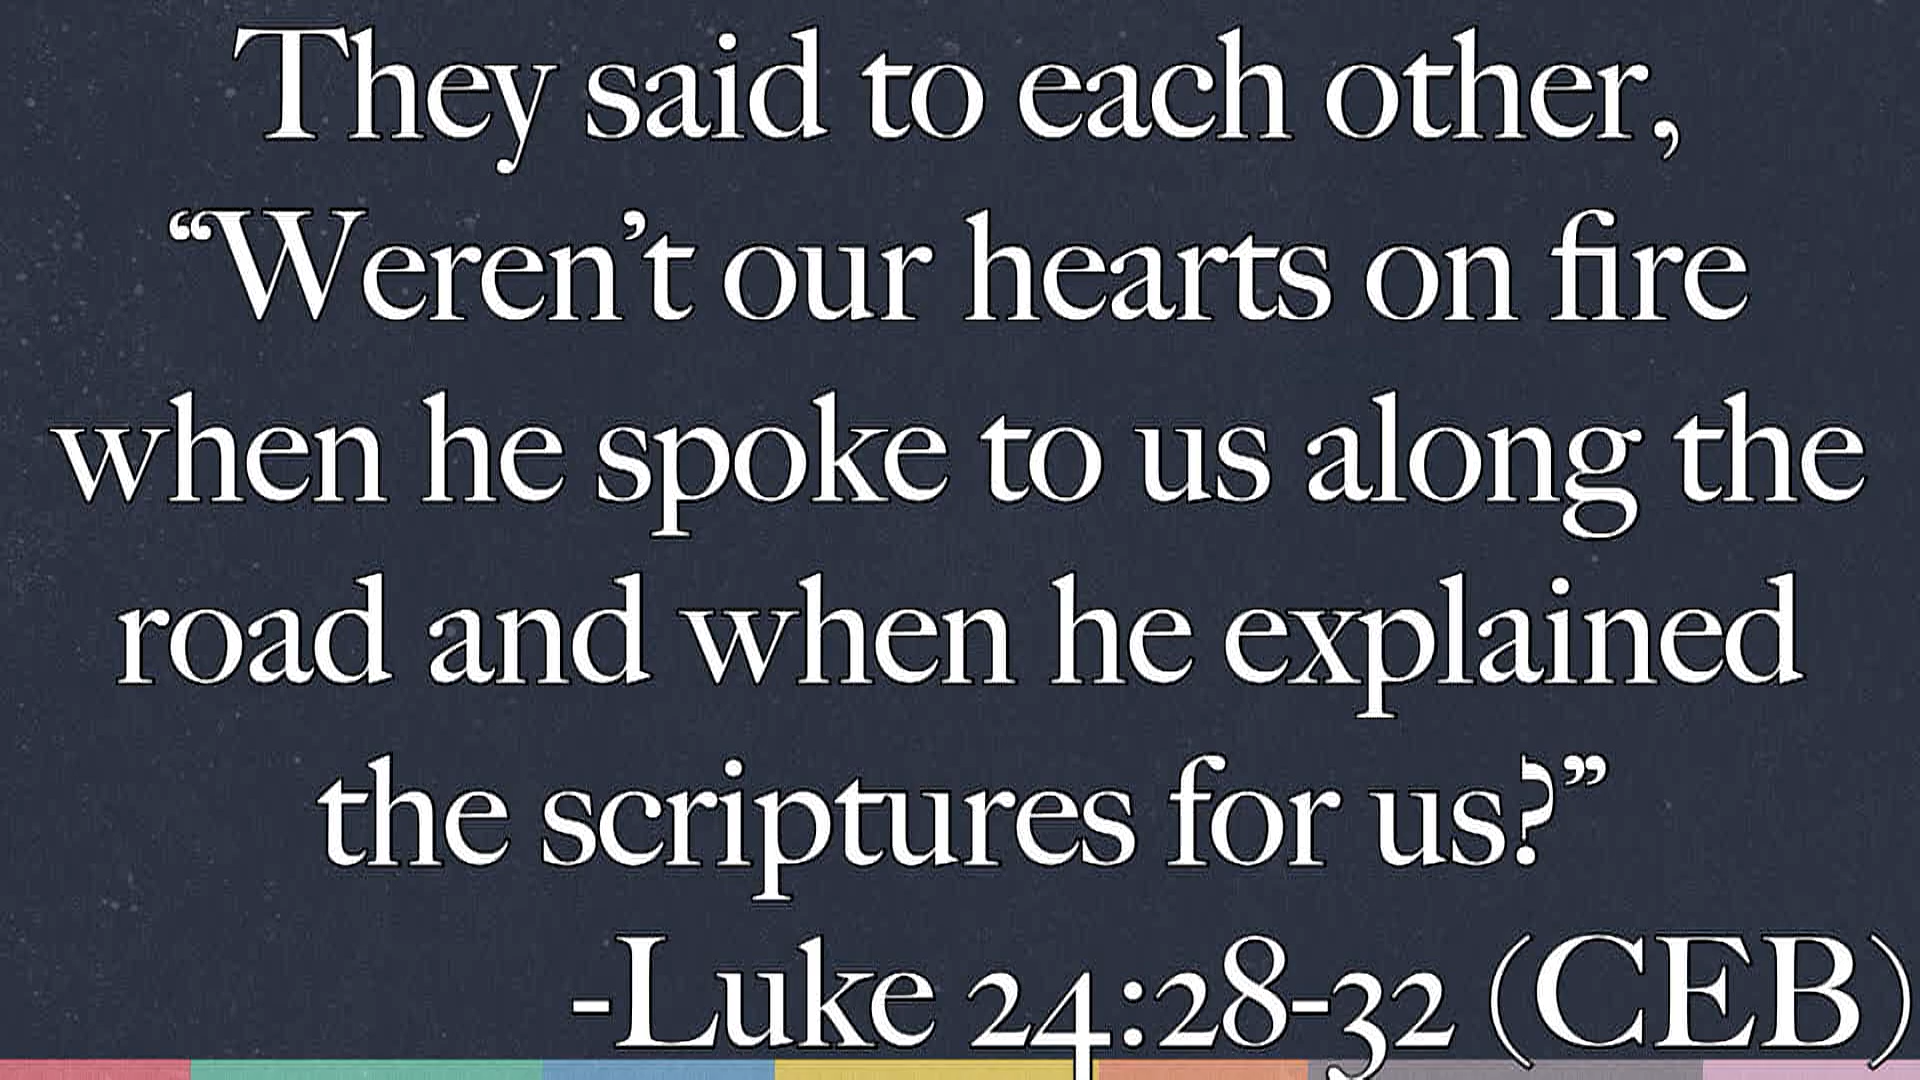 They said to each other,
“Weren’t our hearts on fire
when he spoke to us along the
road and when he explained
the scriptures for us?”
-Luke 24:28-32 (CEB)